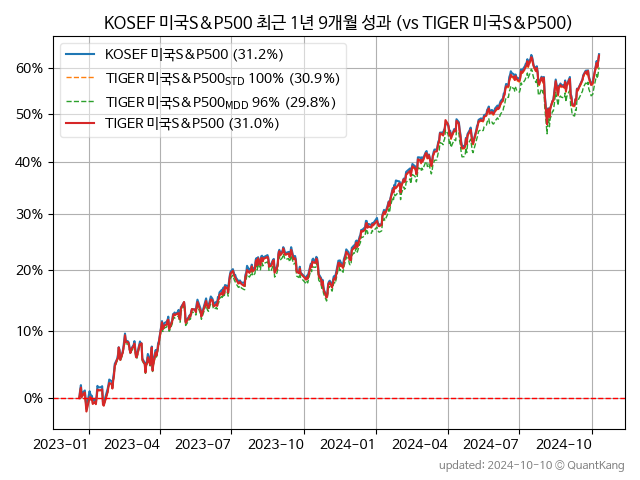 KOSEF 미국S&P500 최근 1년 9개월 성과 (vs TIGER 미국S&P500)
KOSEF 미국S&P500 (31.2%)
TIGER 미국S&P500STD 100% (30.9%)
TIGER 미국S&P500MDD 96% (29.8%)
TIGER 미국S&P500 (31.0%)
60%
50%
40%
30%
20%
10%
0%
2023-01 2023-04 2023-07 2023-10 2024-01 2024-04 2024-07 2024-10
updated: 2024-10-10 © QuantKang